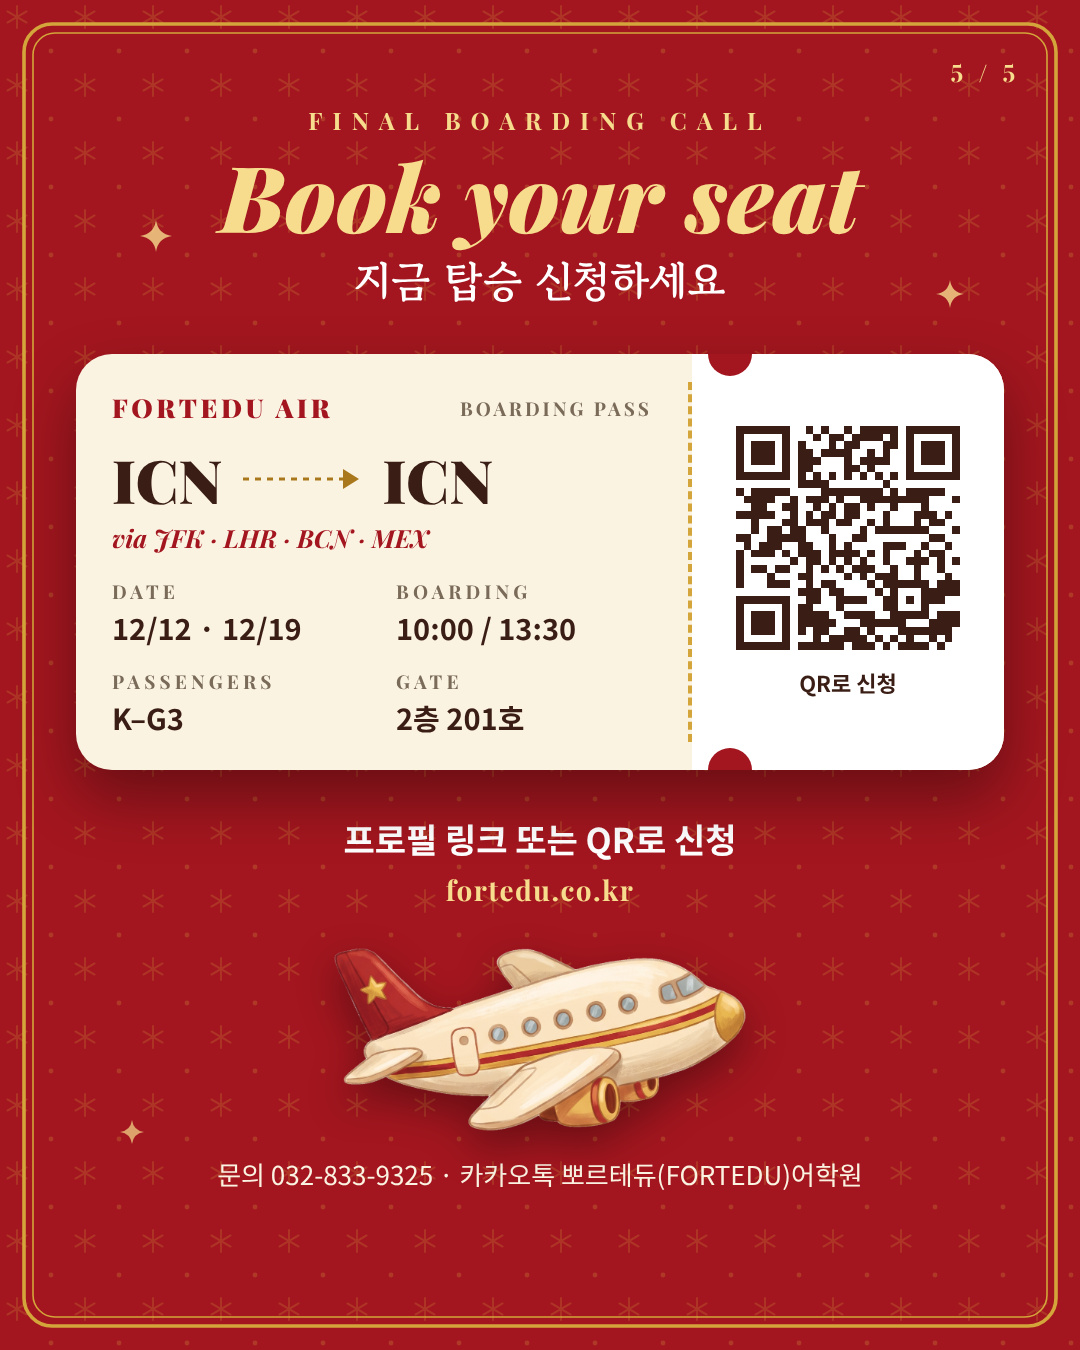 5 / 5
FINAL BOARDING CALL
Book your seat
지금 탑승 신청하세요
FORTEDU AIR
BOARDING PASS
ICN ICN
via JFK · LHR · BCN · MEX
DATE
BOARDING
12/12 · 12/19
10:00 / 13:30
PASSENGERS
GATE
K–G3
2층 201호
QR로 신청
프로필 링크 또는 QR로 신청
fortedu.co.kr
문의 032-833-9325 · 카카오톡 뽀르테듀(FORTEDU)어학원